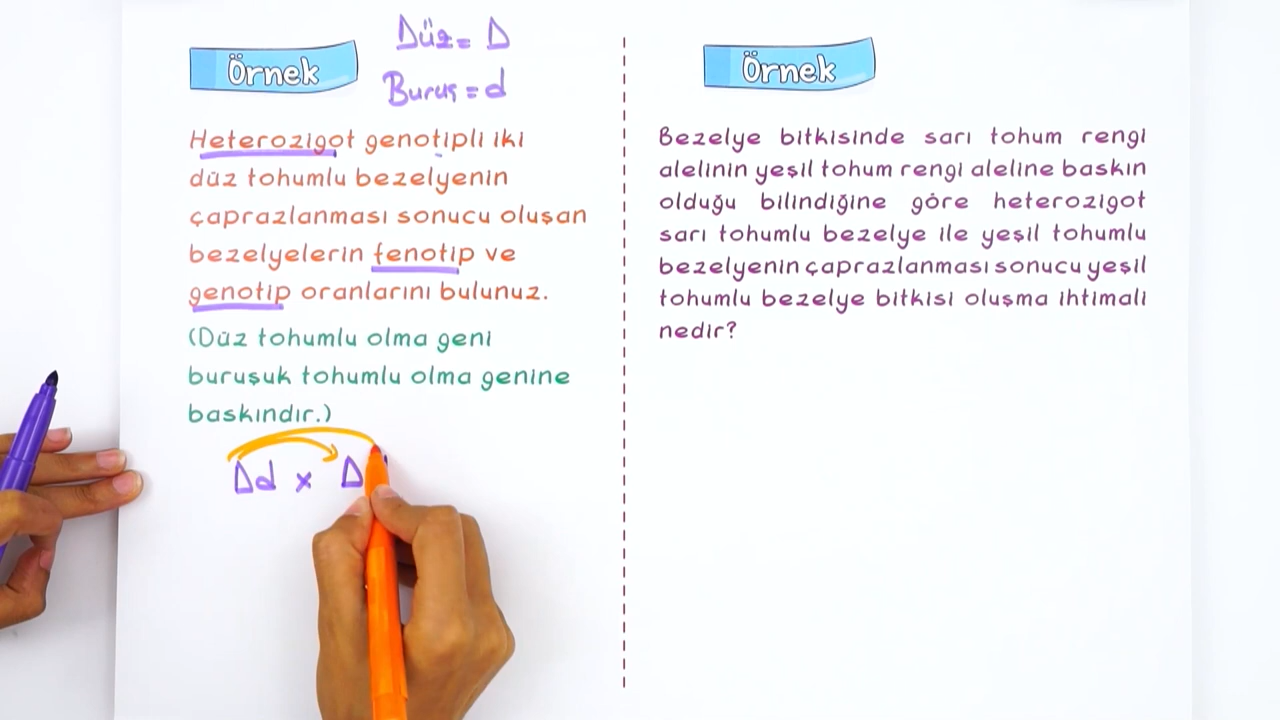 Düz = D
Örnek
Buruş = d
Heterozigot genotipli iki
düz tohumlu bezelyenin
çaprazlanması sonucu oluşan
bezelyelerin fenotip ve
genotip oranlarını bulunuz.
(Düz tohumlu olma geni
buruşuk tohumlu olma genine
baskındır.)
Dd x D
Örnek
Bezelye bitkisinde sarı tohum rengi
alelinin yeşil tohum rengi aleline baskın
olduğu bilindiğine göre heterozigot
sarı tohumlu bezelye ile yeşil tohumlu
bezelyenin çaprazlanması sonucu yeşil
tohumlu bezelye bitkisi oluşma ihtimali
nedir?